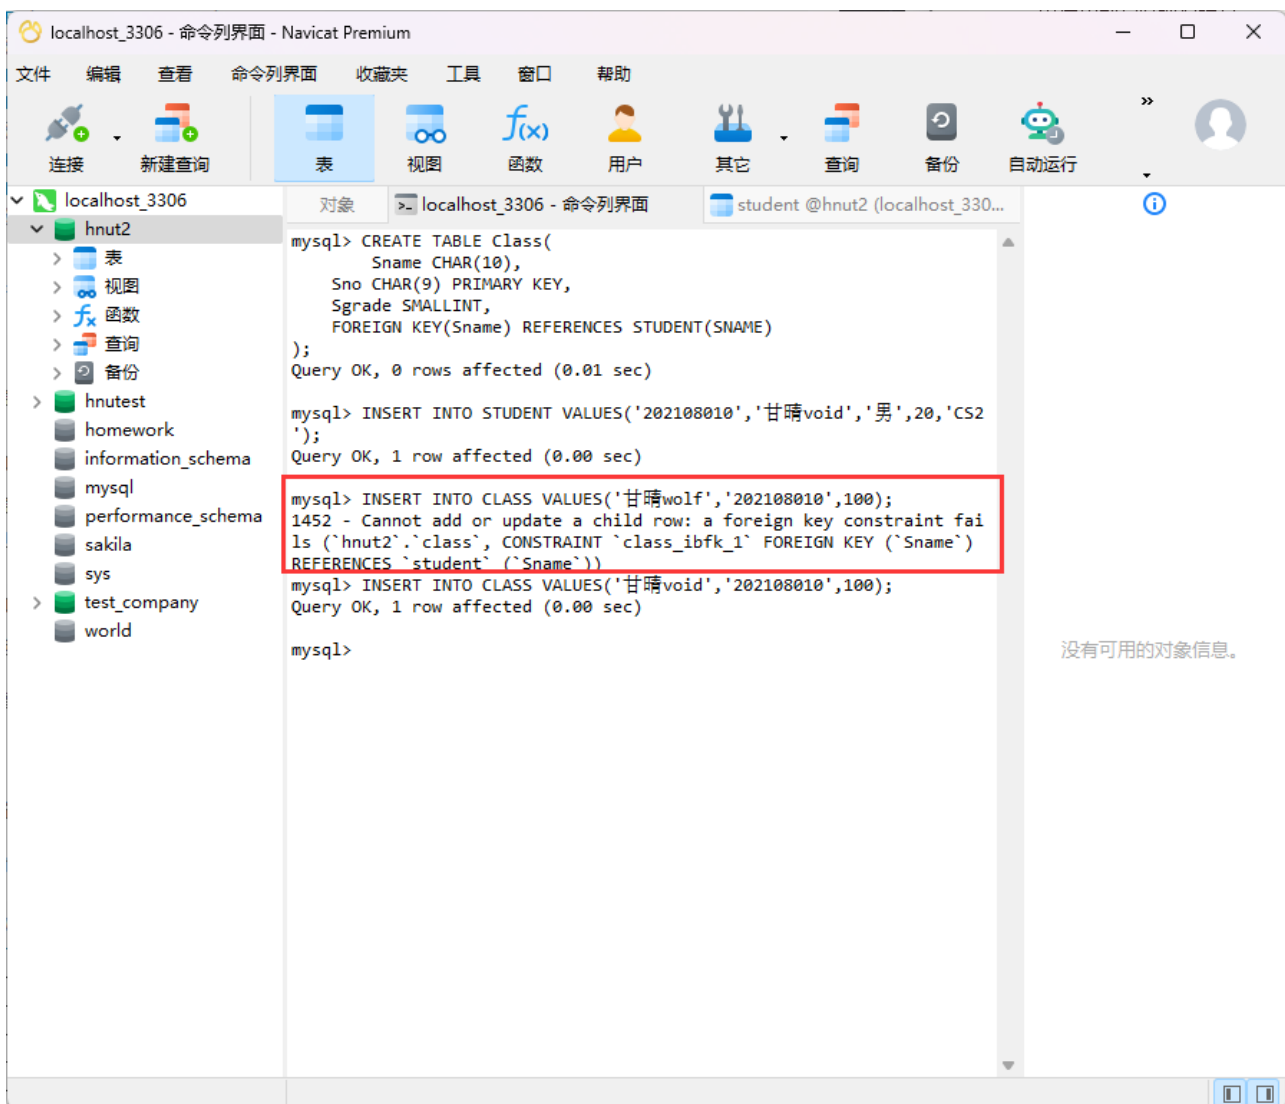 localhost_3306 - 命令列界面 - Navicat Premium
文件 编辑 查看 命令列界面 收藏夹 工具 窗口 帮助
连接 新建查询 表 视图 函数 用户 其它 查询 备份 自动运行
localhost_3306
hnut2
表
视图
函数
查询
备份
hnutest
homework
information_schema
mysql
performance_schema
sakila
sys
test_company
world
对象 localhost_3306 - 命令列界面 student @hnut2 (localhost_330...
mysql> CREATE TABLE Class(
Sname CHAR(10),
Sno CHAR(9) PRIMARY KEY,
Sgrade SMALLINT,
FOREIGN KEY(Sname) REFERENCES STUDENT(SNAME)
);
Query OK, 0 rows affected (0.01 sec)
mysql> INSERT INTO STUDENT VALUES('202108010','甘晴void','男',20,'CS2
');
Query OK, 1 row affected (0.00 sec)
mysql> INSERT INTO CLASS VALUES('甘晴wolf','202108010',100);
1452 - Cannot add or update a child row: a foreign key constraint fai
ls (`hnut2`.`class`, CONSTRAINT `class_ibfk_1` FOREIGN KEY (`Sname`)
REFERENCES `student` (`Sname`))
mysql> INSERT INTO CLASS VALUES('甘晴void','202108010',100);
Query OK, 1 row affected (0.00 sec)
mysql>
没有可用的对象信息。